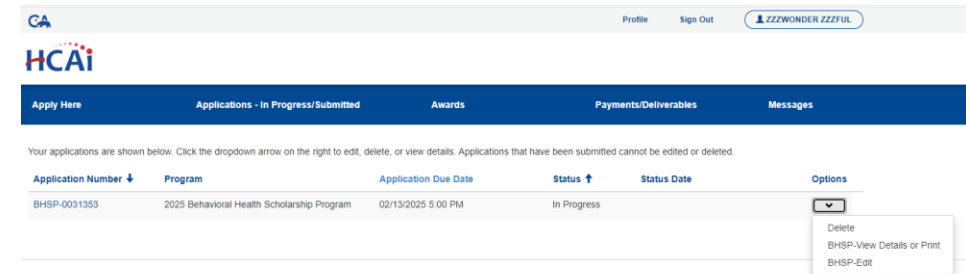 CA
Profile Sign Out ZZZWONDER ZZZFUL
HCAi
Apply Here Applications - In Progress/Submitted Awards Payments/Deliverables Messages
Your applications are shown below. Click the dropdown arrow on the right to edit, delete, or view details. Applications that have been submitted cannot be edited or deleted.
Application Number Program Application Due Date Status Status Date Options
BHSP-0031353 2025 Behavioral Health Scholarship Program 02/13/2025 5:00 PM In Progress
Delete
BHSP-View Details or Print
BHSP-Edit